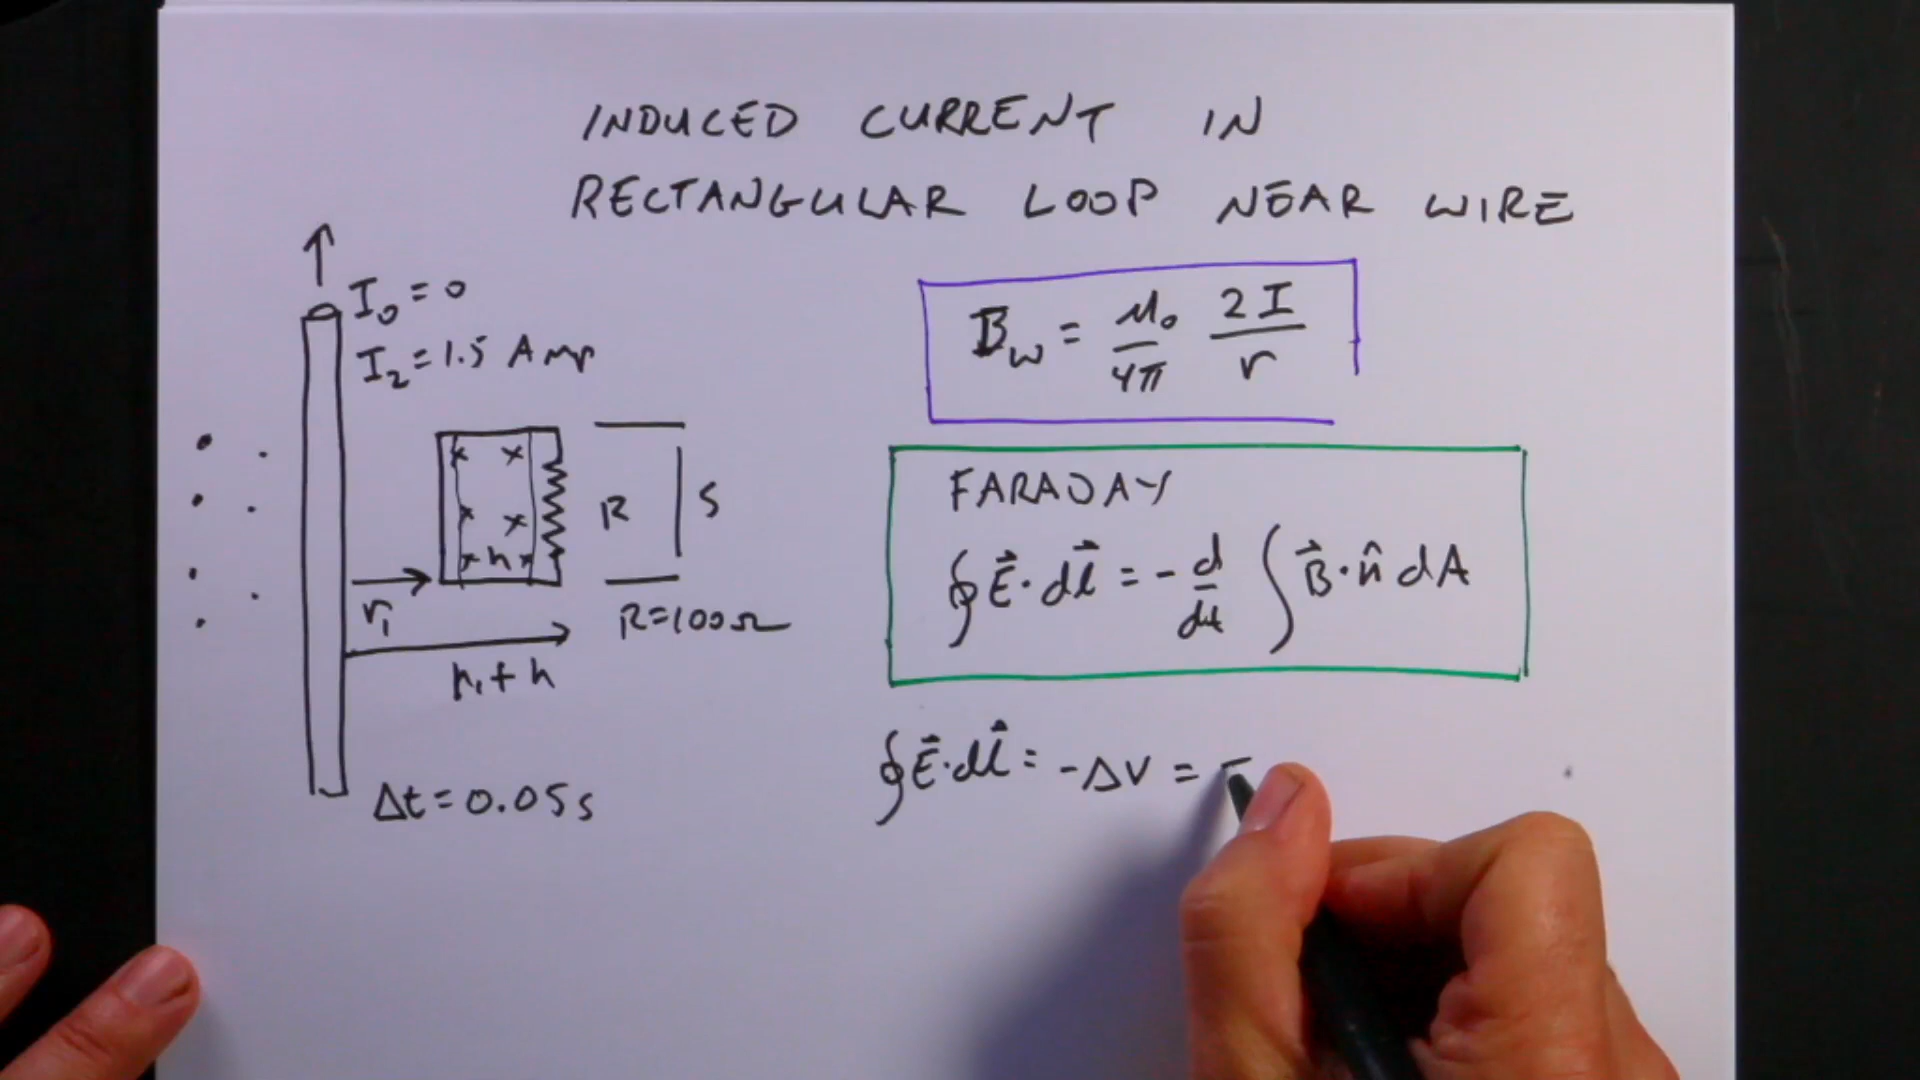 INDUCED CURRENT IN
RECTANGULAR LOOP NEAR WIRE
I₀ = 0
I₂ = 1.5 Amp
B_w = μ₀/4π 2I/r
x x
x x
x h x
R
S
r₁
R=100Ω
r₁ + h
Δt = 0.05s
FARADAY
∮E⃗·dl⃗ = - d/dt ∫B⃗·n̂ dA
∮E⃗·dl⃗ = -ΔV =